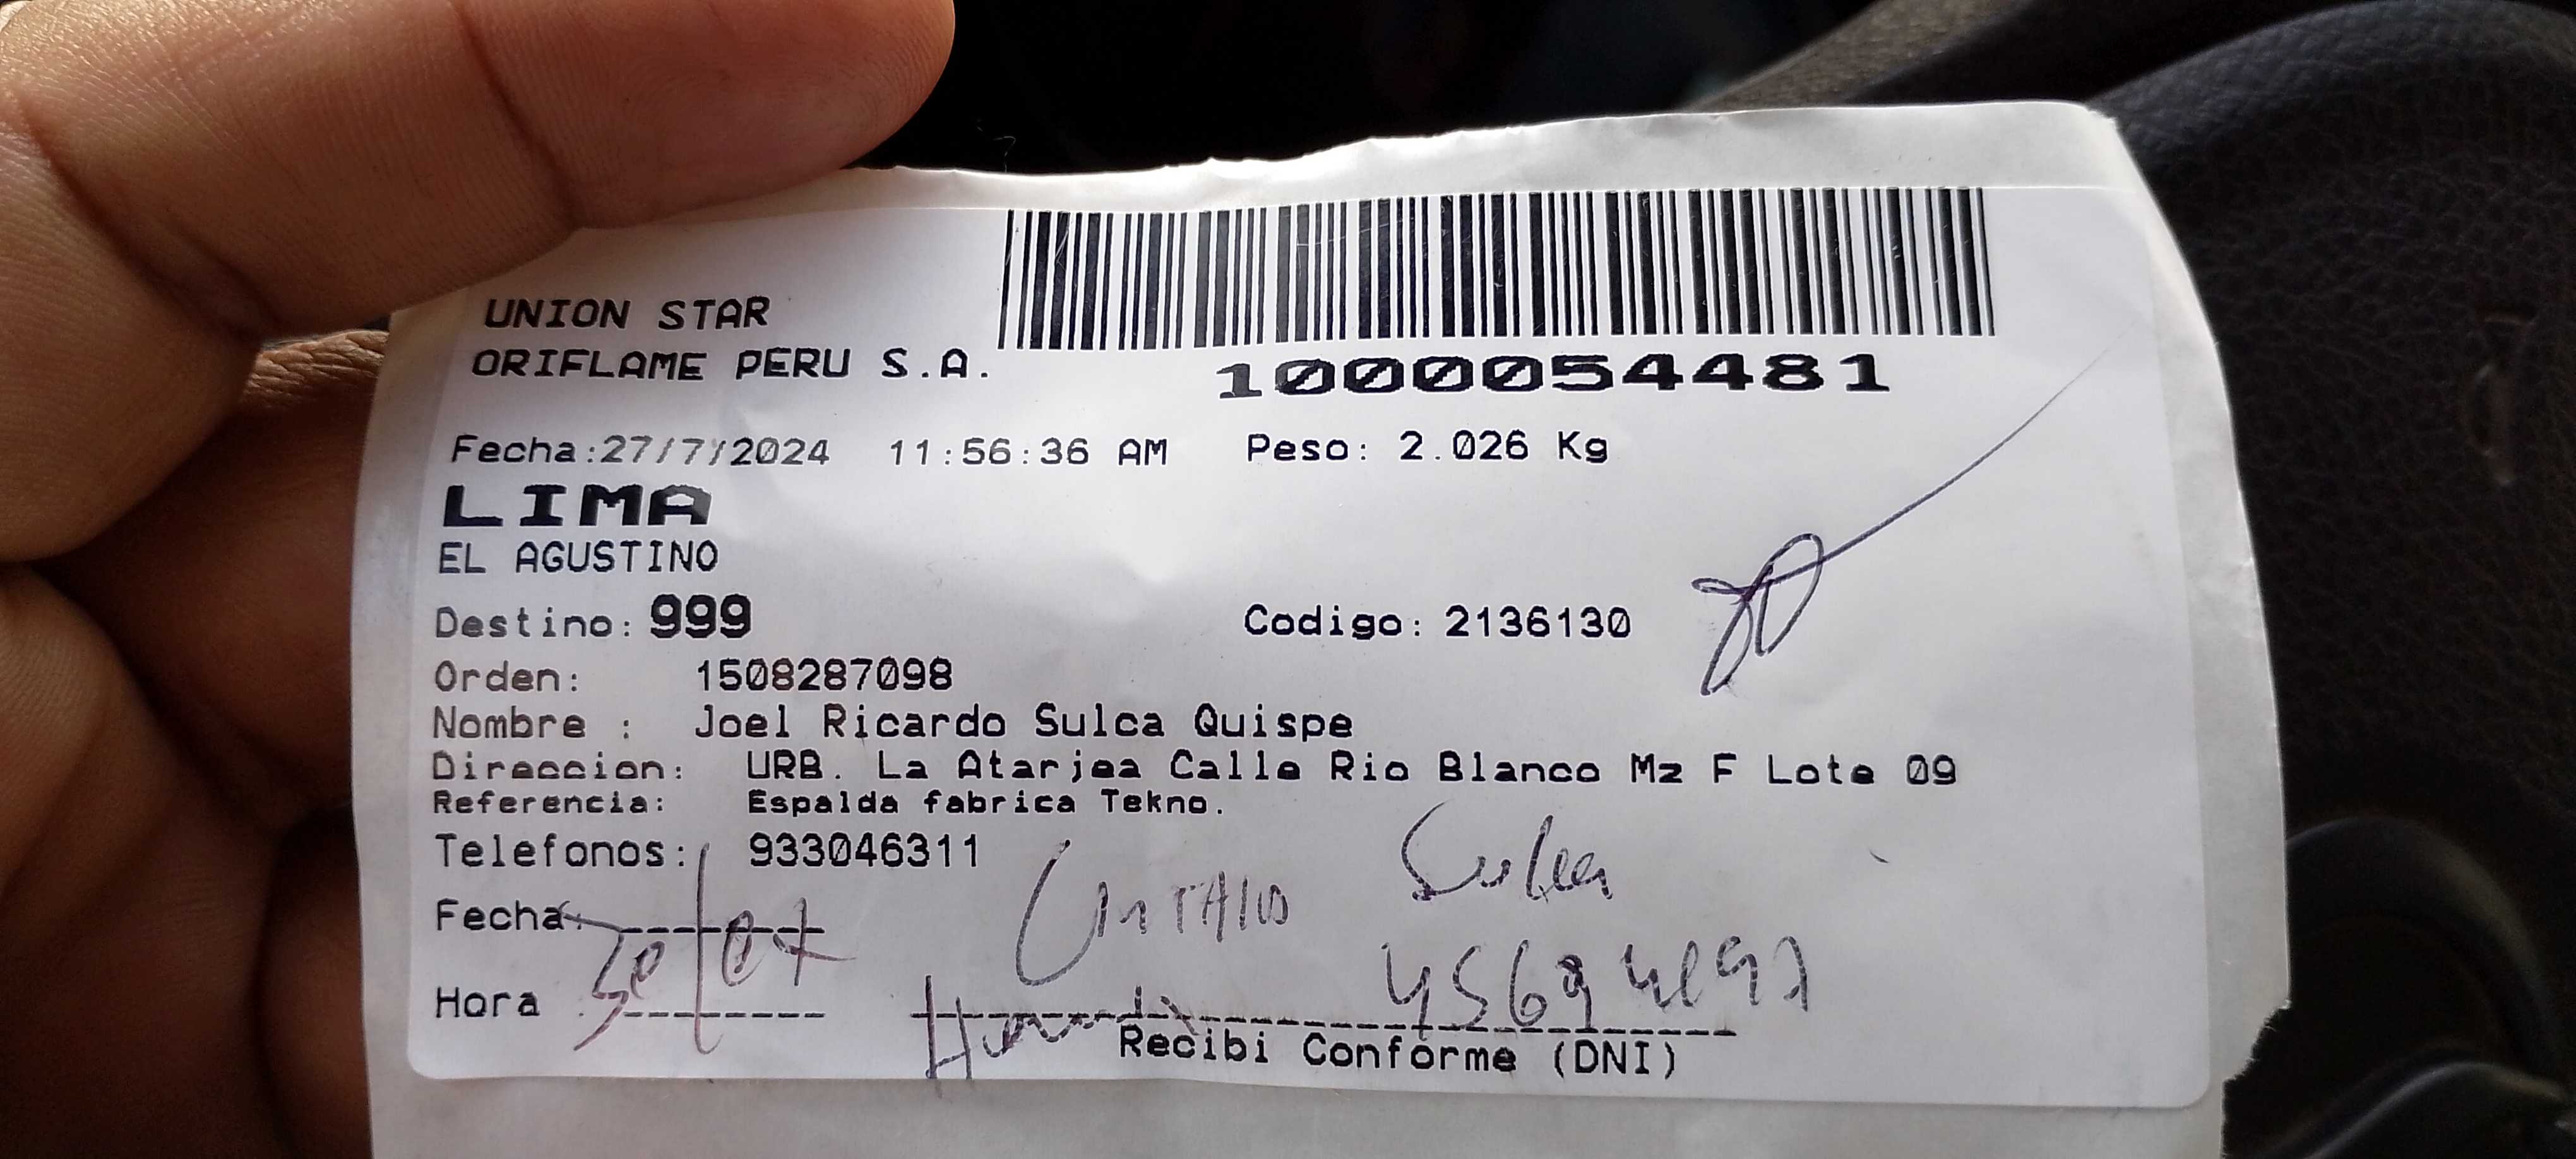 UNION STAR
ORIFLAME PERU S.A.
1000054481
Fecha:27/7/2024 11:56:36 AM Peso: 2.026 Kg
LIMA
EL AGUSTINO
Destino: 999 Codigo: 2136130
Orden: 1508287098
Nombre : Joel Ricardo Sulca Quispe
Direccion: URB. La Atarjea Calle Rio Blanco Mz F Lote 09
Referencia: Espalda fabrica Tekno.
Telefonos: 933046311
Sulca
Fecha:
Hora
Recibi Conforme (DNI)